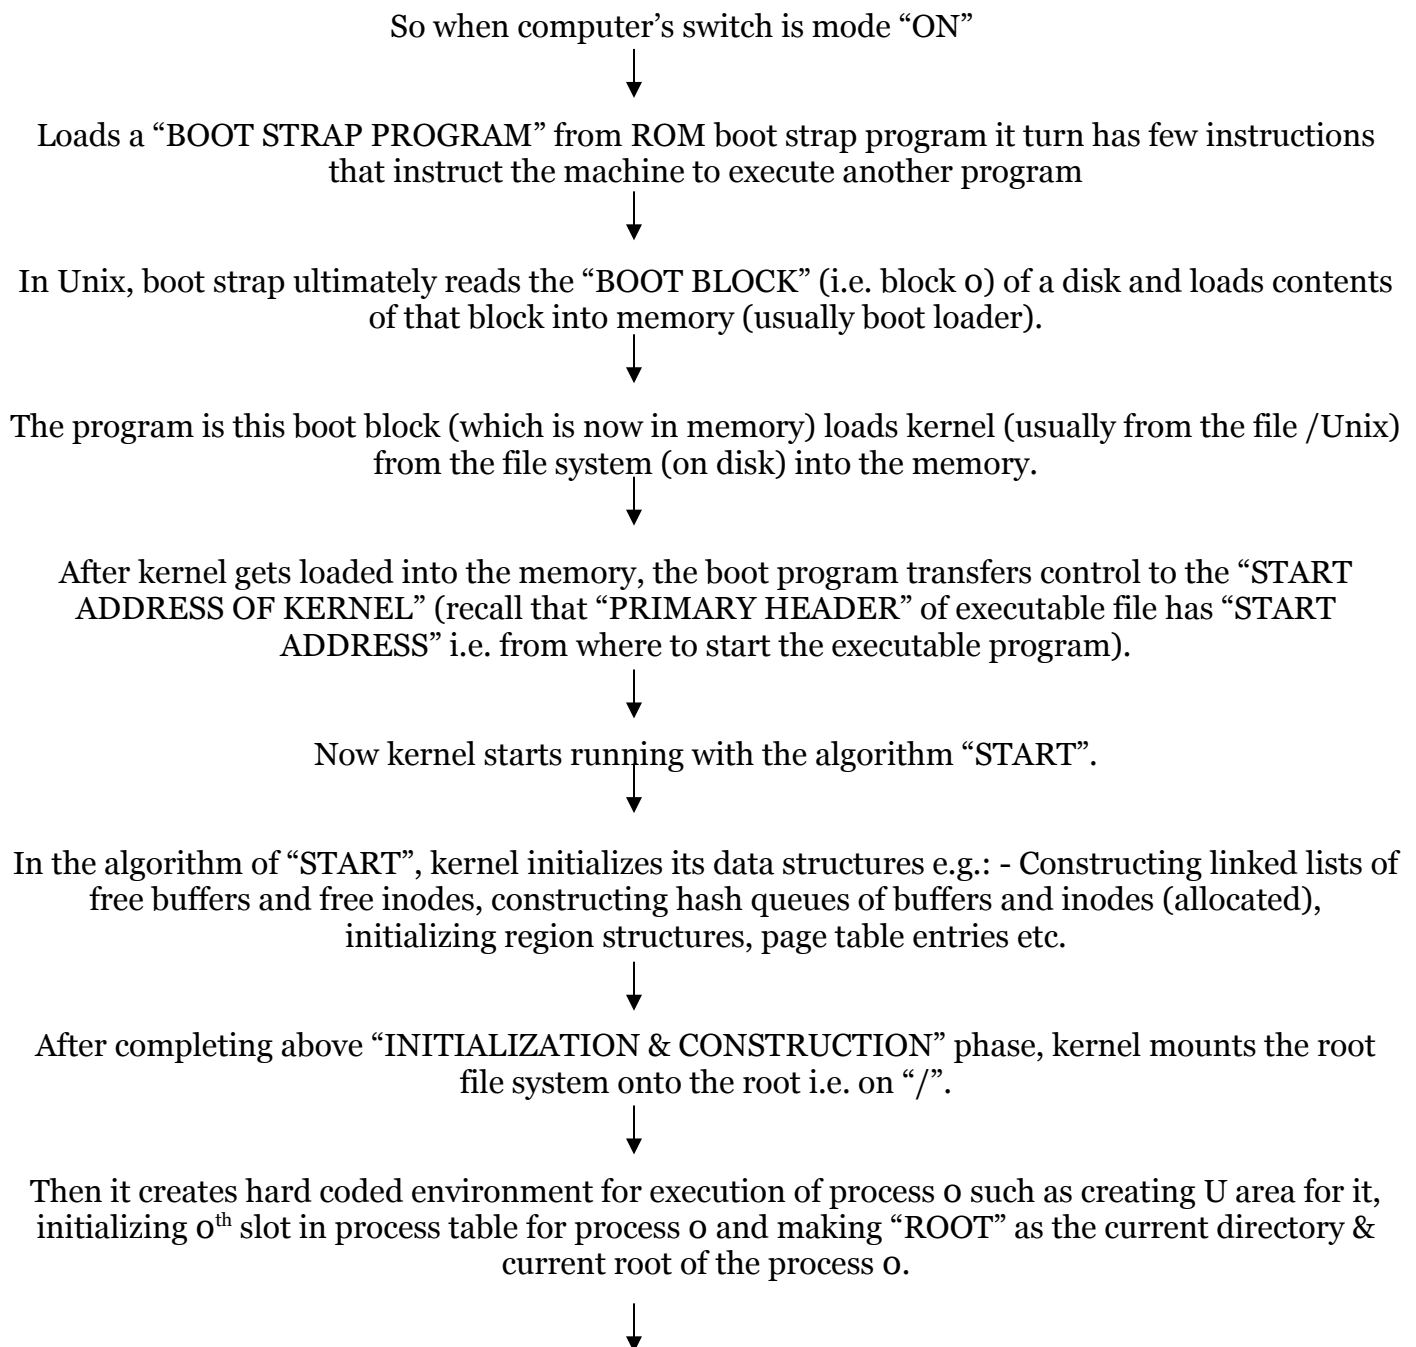 So when computer’s switch is mode “ON”
Loads a “BOOT STRAP PROGRAM” from ROM boot strap program it turn has few instructions
that instruct the machine to execute another program
In Unix, boot strap ultimately reads the “BOOT BLOCK” (i.e. block 0) of a disk and loads contents
of that block into memory (usually boot loader).
The program is this boot block (which is now in memory) loads kernel (usually from the file /Unix)
from the file system (on disk) into the memory.
After kernel gets loaded into the memory, the boot program transfers control to the “START
ADDRESS OF KERNEL” (recall that “PRIMARY HEADER” of executable file has “START
ADDRESS” i.e. from where to start the executable program).
Now kernel starts running with the algorithm “START”.
In the algorithm of “START”, kernel initializes its data structures e.g.: - Constructing linked lists of
free buffers and free inodes, constructing hash queues of buffers and inodes (allocated),
initializing region structures, page table entries etc.
After completing above “INITIALIZATION & CONSTRUCTION” phase, kernel mounts the root
file system onto the root i.e. on “/”.
Then it creates hard coded environment for execution of process 0 such as creating U area for it,
initializing 0th slot in process table for process 0 and making “ROOT” as the current directory &
current root of the process 0.